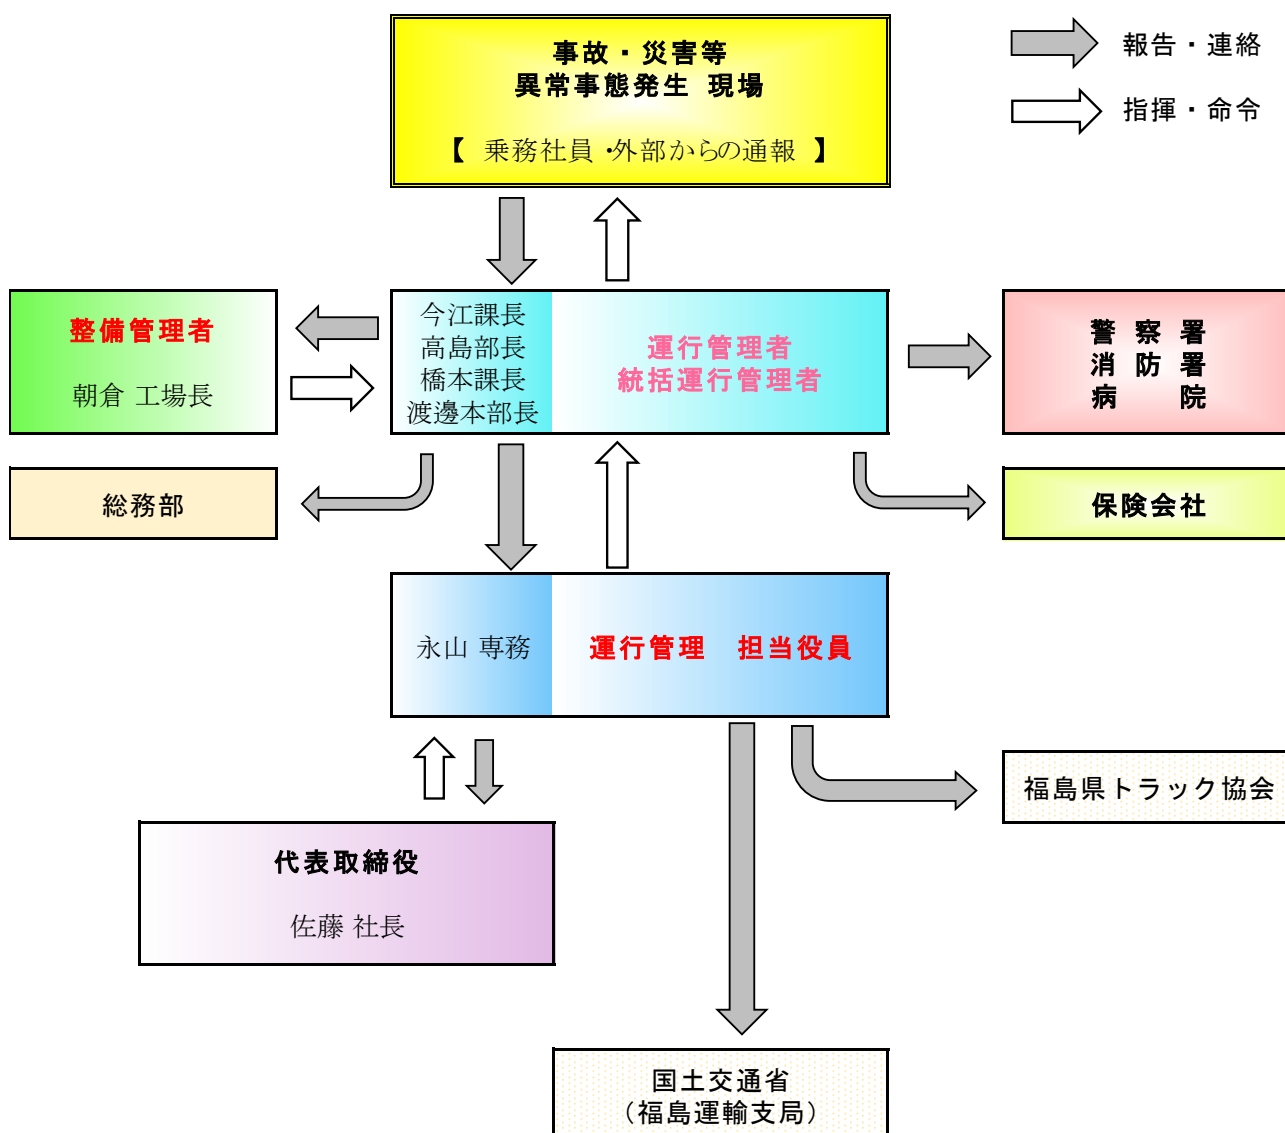 事故・災害等
異常事態発生 現場
【 乗務社員・外部からの通報 】
報告・連絡
指揮・命令
整備管理者
朝倉 工場長
今江課長
高島部長
橋本課長
渡邊本部長
運行管理者
統括運行管理者
警察署
消防署
病　院
総務部
保険会社
永山 専務
運行管理　担当役員
福島県トラック協会
代表取締役
佐藤 社長
国土交通省
（福島運輸支局）